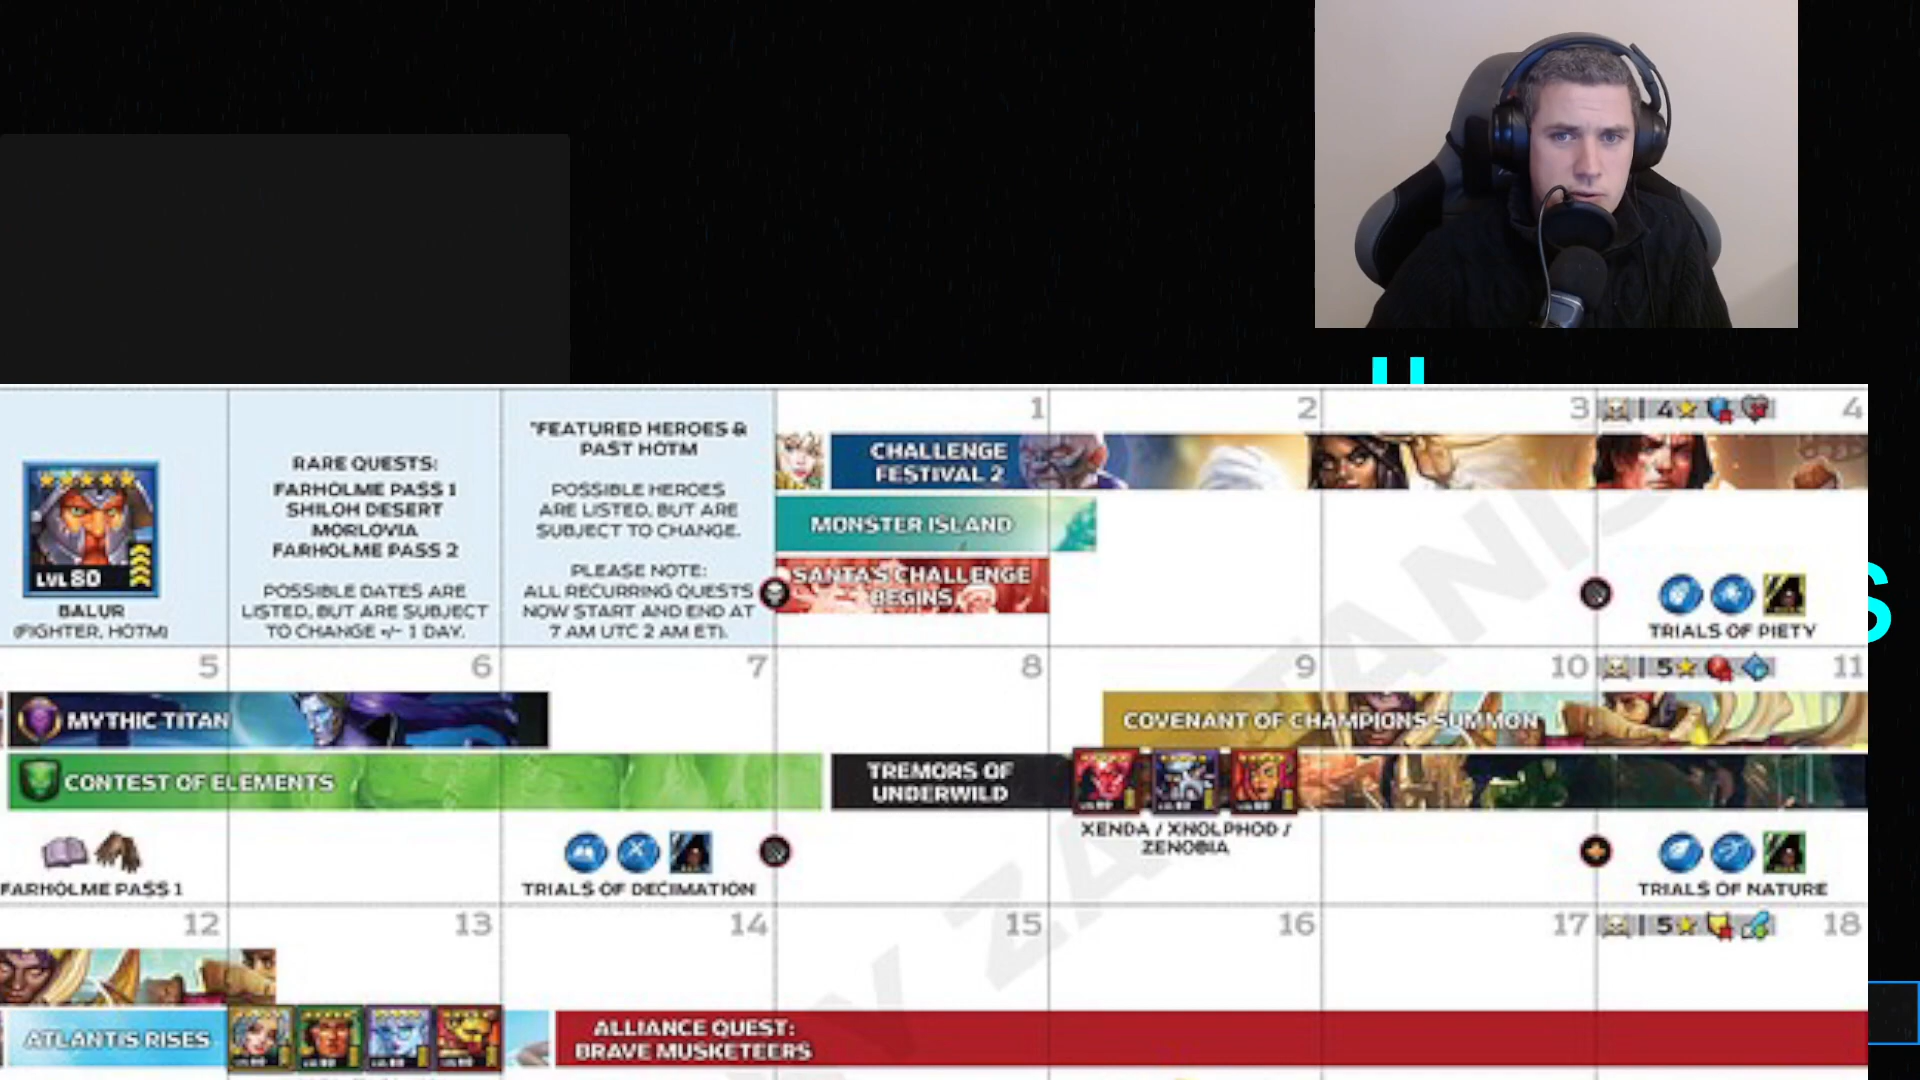 1
2
3
4★
4
"FEATURED HEROES &
PAST HOTM
POSSIBLE HEROES
ARE LISTED, BUT ARE
SUBJECT TO CHANGE.
PLEASE NOTE:
ALL RECURRING QUESTS
NOW START AND END AT
7 AM UTC 2 AM ET).
RARE QUESTS:
FARHOLME PASS 1
SHILOH DESERT
MORLOVIA
FARHOLME PASS 2
POSSIBLE DATES ARE
LISTED, BUT ARE SUBJECT
TO CHANGE +/- 1 DAY.
LVL 80
BALUR
(FIGHTER, HOTM)
CHALLENGE
FESTIVAL 2
MONSTER ISLAND
SANTA'S CHALLENGE
BEGINS
TRIALS OF PIETY
5
6
7
8
9
10
5★
11
MYTHIC TITAN
COVENANT OF CHAMPIONS SUMMON
CONTEST OF ELEMENTS
TREMORS OF
UNDERWILD
XENDA / XNOLPHOD /
ZENOBIA
FARHOLME PASS 1
TRIALS OF DECIMATION
TRIALS OF NATURE
12
13
14
15
16
17
5★
18
ATLANTIS RISES
ALLIANCE QUEST:
BRAVE MUSKETEERS